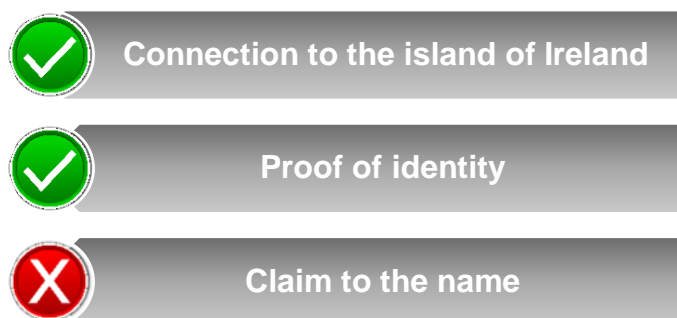 Connection to the island of Ireland
Proof of identity
X
Claim to the name